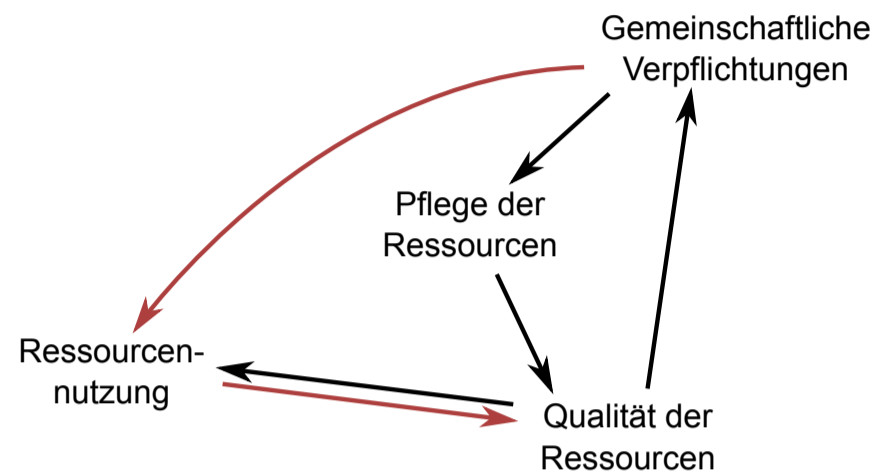 Gemeinschaftliche
Verpflichtungen
Pflege der
Ressourcen
Ressourcen-
nutzung
Qualität der
Ressourcen